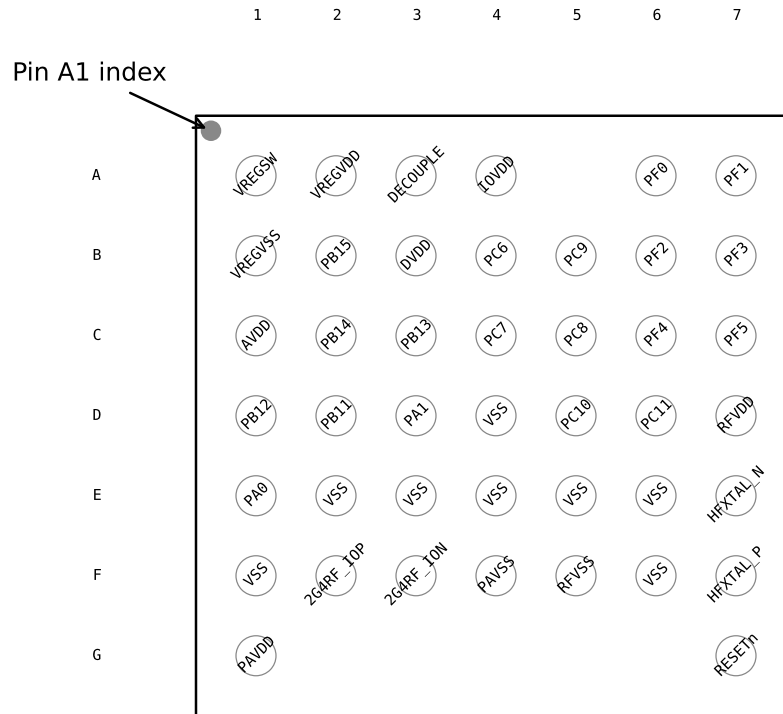 1 2 3 4 5 6 7
Pin A1 index
A VREGSW VREGVDD DECOUPLE IOVDD PF0 PF1
B VREGVSS PB15 DVDD PC6 PC9 PF2 PF3
C AVDD PB14 PB13 PC7 PC8 PF4 PF5
D PB12 PB11 PA1 VSS PC10 PC11 RFVDD
E PA0 VSS VSS VSS VSS VSS HFXTAL_N
F VSS 2G4RF_IOP 2G4RF_ION PAVSS RFVSS VSS HFXTAL_P
G PAVDD RESETn